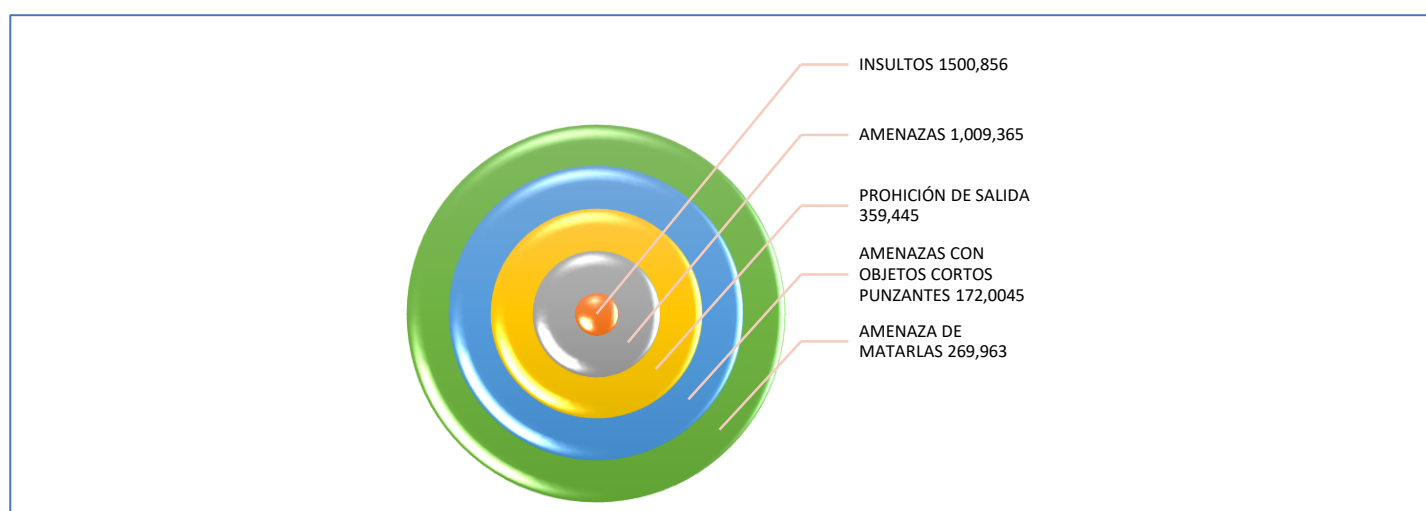 INSULTOS 1500,856
AMENAZAS 1,009,365
PROHICIÓN DE SALIDA
359,445
AMENAZAS CON
OBJETOS CORTOS
PUNZANTES 172,0045
AMENAZA DE
MATARLAS 269,963